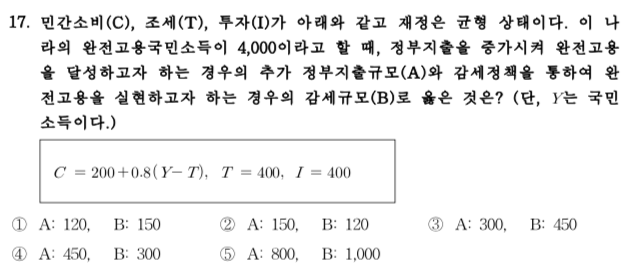 17. 민간소비(C), 조세(T), 투자(I)가 아래와 같고 재정은 균형 상태이다. 이 나
라의 완전고용국민소득이 4,000이라고 할 때, 정부지출을 증가시켜 완전고용
을 달성하고자 하는 경우의 추가 정부지출규모(A)와 감세정책을 통하여 완
전고용을 실현하고자 하는 경우의 감세규모(B)로 옳은 것은? (단, Y는 국민
소득이다.)
C = 200+0.8(Y-T), T = 400, I = 400
① A: 120, B: 150 ② A: 150, B: 120 ③ A: 300, B: 450
④ A: 450, B: 300 ⑤ A: 800, B: 1,000